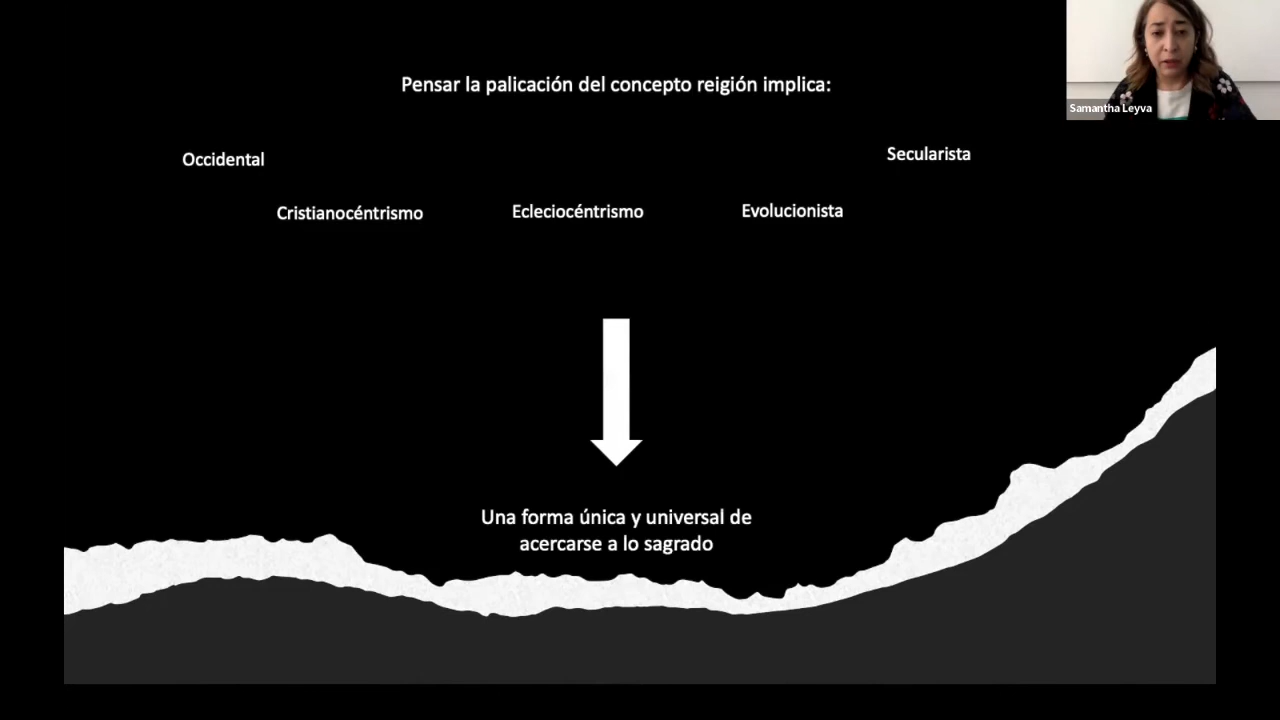 Pensar la palicación del concepto reigión implica:
Samantha Leyva
Occidental
Secularista
Cristianocéntrismo
Ecleciocéntrismo
Evolucionista
Una forma única y universal de
acercarse a lo sagrado